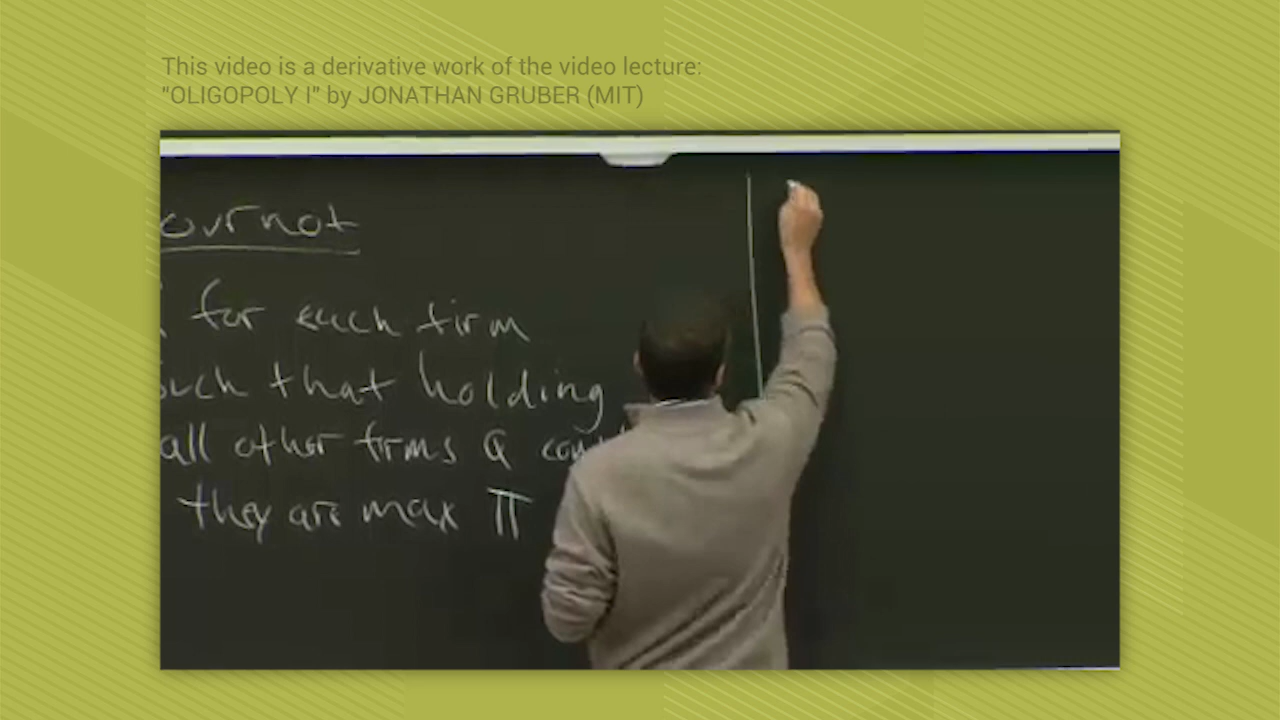 This video is a derivative work of the video lecture:
"OLIGOPOLY I" by JONATHAN GRUBER (MIT)
ournot
for each firm
such that holding
all other firms Q
they are max π